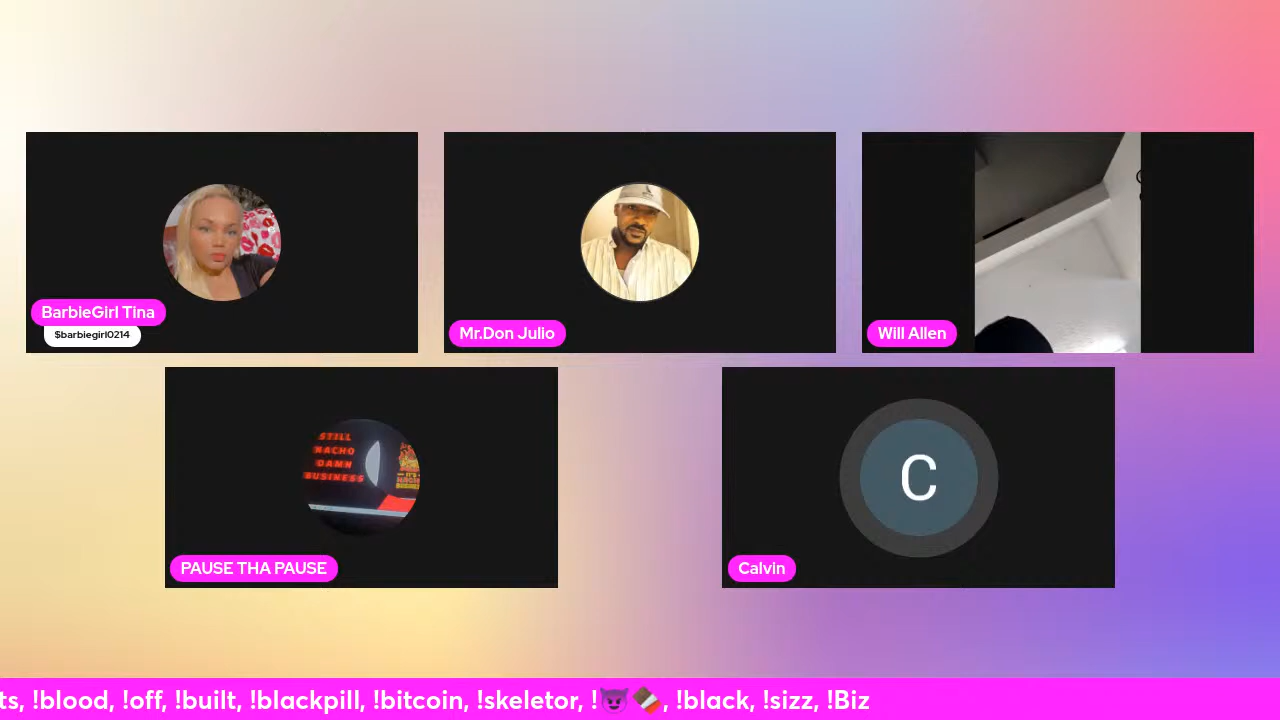 BarbieGirl Tina
$barbiegirl0214
Mr.Don Julio
Will Allen
STILL
NACHO
DAMN
BUSINESS
PAUSE THA PAUSE
C
Calvin
ts, !blood, !off, !built, !blackpill, !bitcoin, !skeletor, !😈🍫, !black, !sizz, !Biz